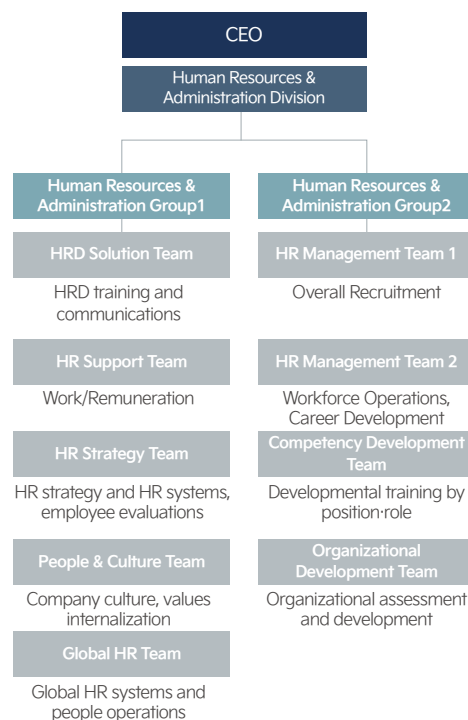 CEO
Human Resources &
Administration Division
Human Resources &
Administration Group1
HRD Solution Team
HRD training and
communications
HR Support Team
Work/Remuneration
HR Strategy Team
HR strategy and HR systems,
employee evaluations
People & Culture Team
Company culture, values
internalization
Global HR Team
Global HR systems and
people operations
Human Resources &
Administration Group2
HR Management Team 1
Overall Recruitment
HR Management Team 2
Workforce Operations,
Career Development
Competency Development
Team
Developmental training by
position·role
Organizational
Development Team
Organizational assessment
and development